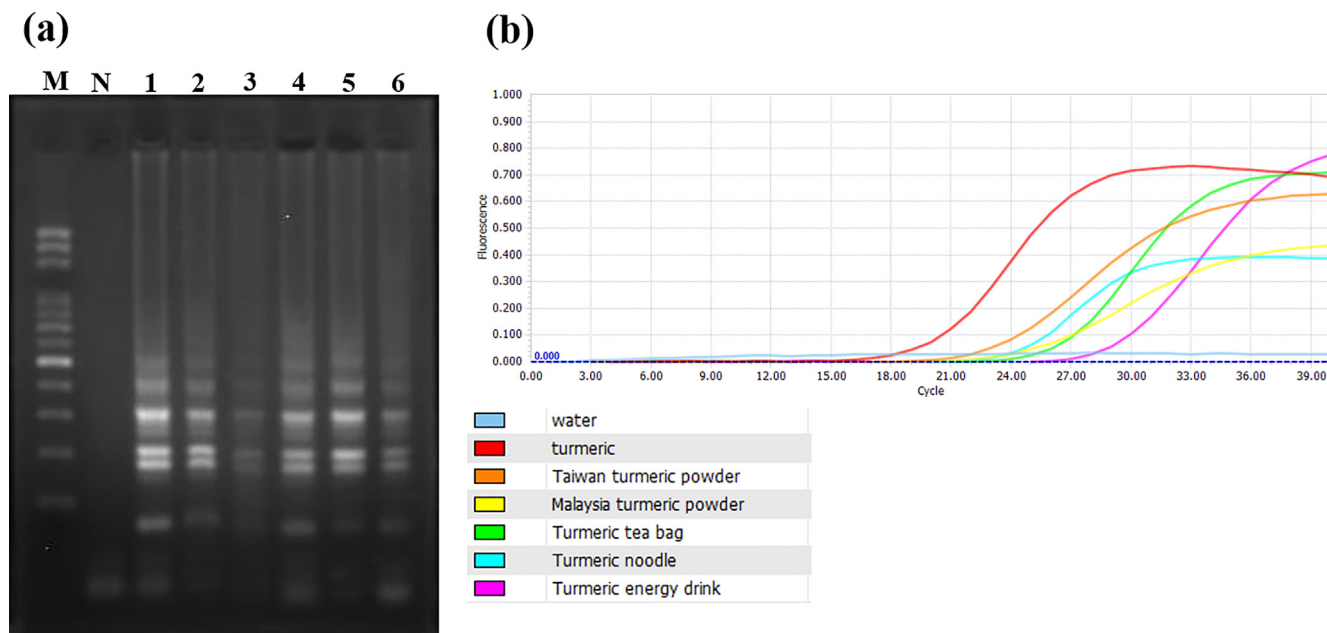 (a)
M N 1 2 3 4 5 6
(b)
1.000
0.900
0.800
0.700
0.600
0.500
0.400
0.300
0.200
0.100
0.000
Fluorescence
0.000
0.00 3.00 6.00 9.00 12.00 15.00 18.00 21.00 24.00 27.00 30.00 33.00 36.00 39.00
Cycle
water
turmeric
Taiwan turmeric powder
Malaysia turmeric powder
Turmeric tea bag
Turmeric noodle
Turmeric energy drink